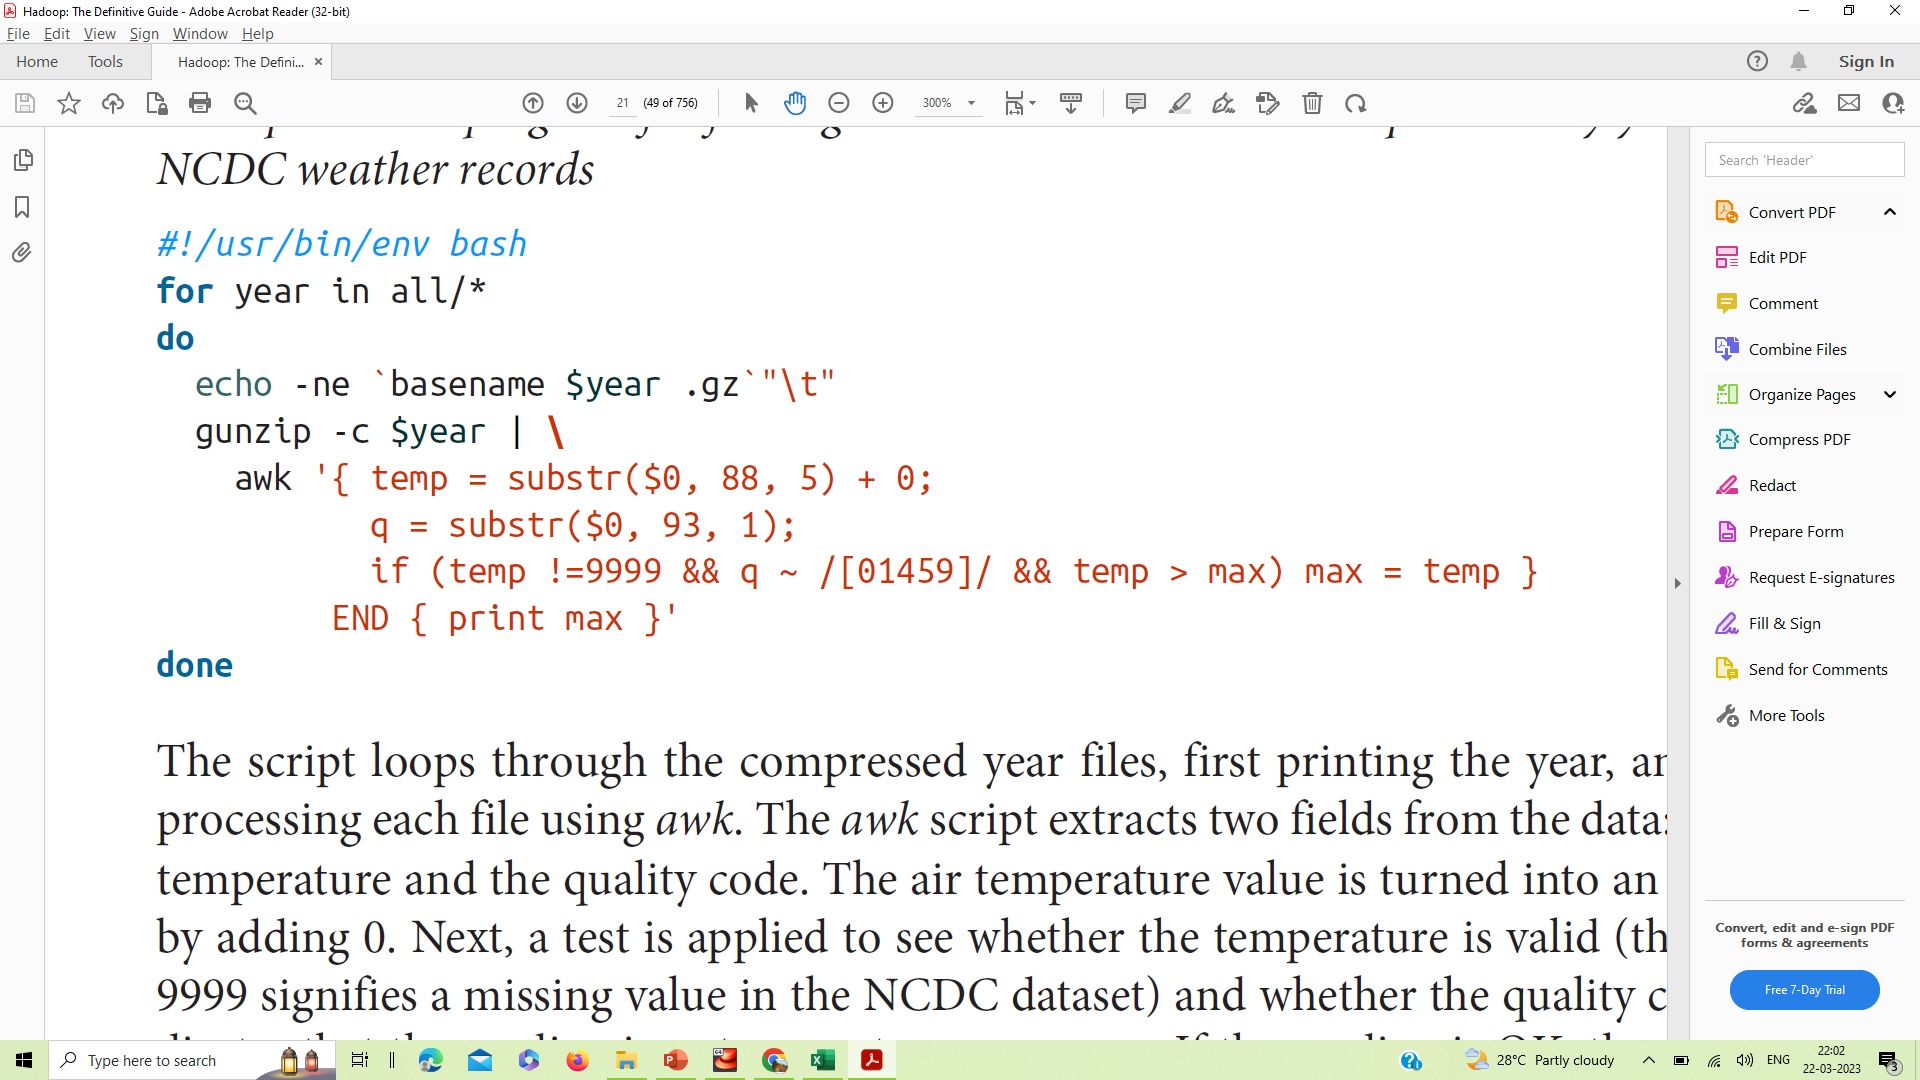 Hadoop: The Definitive Guide - Adobe Acrobat Reader (32-bit)
File Edit View Sign Window Help
Home Tools Hadoop: The Defini... × Sign In
21 (49 of 756) 300%
NCDC weather records
#!/usr/bin/env bash
for year in all/*
do
echo -ne `basename $year .gz`"\t"
gunzip -c $year | \
awk '{ temp = substr($0, 88, 5) + 0;
q = substr($0, 93, 1);
if (temp !=9999 && q ~ /[01459]/ && temp > max) max = temp }
END { print max }'
done
The script loops through the compressed year files, first printing the year,
processing each file using awk. The awk script extracts two fields from the
temperature and the quality code. The air temperature value is turned into an
by adding 0. Next, a test is applied to see whether the temperature is valid
9999 signifies a missing value in the NCDC dataset) and whether the quality
Search 'Header'
Convert PDF
Edit PDF
Comment
Combine Files
Organize Pages
Compress PDF
Redact
Prepare Form
Request E-signatures
Fill & Sign
Send for Comments
More Tools
Convert, edit and e-sign PDF
forms & agreements
Free 7-Day Trial
Type here to search
28°C Partly cloudy
ENG
22:02
22-03-2023
3